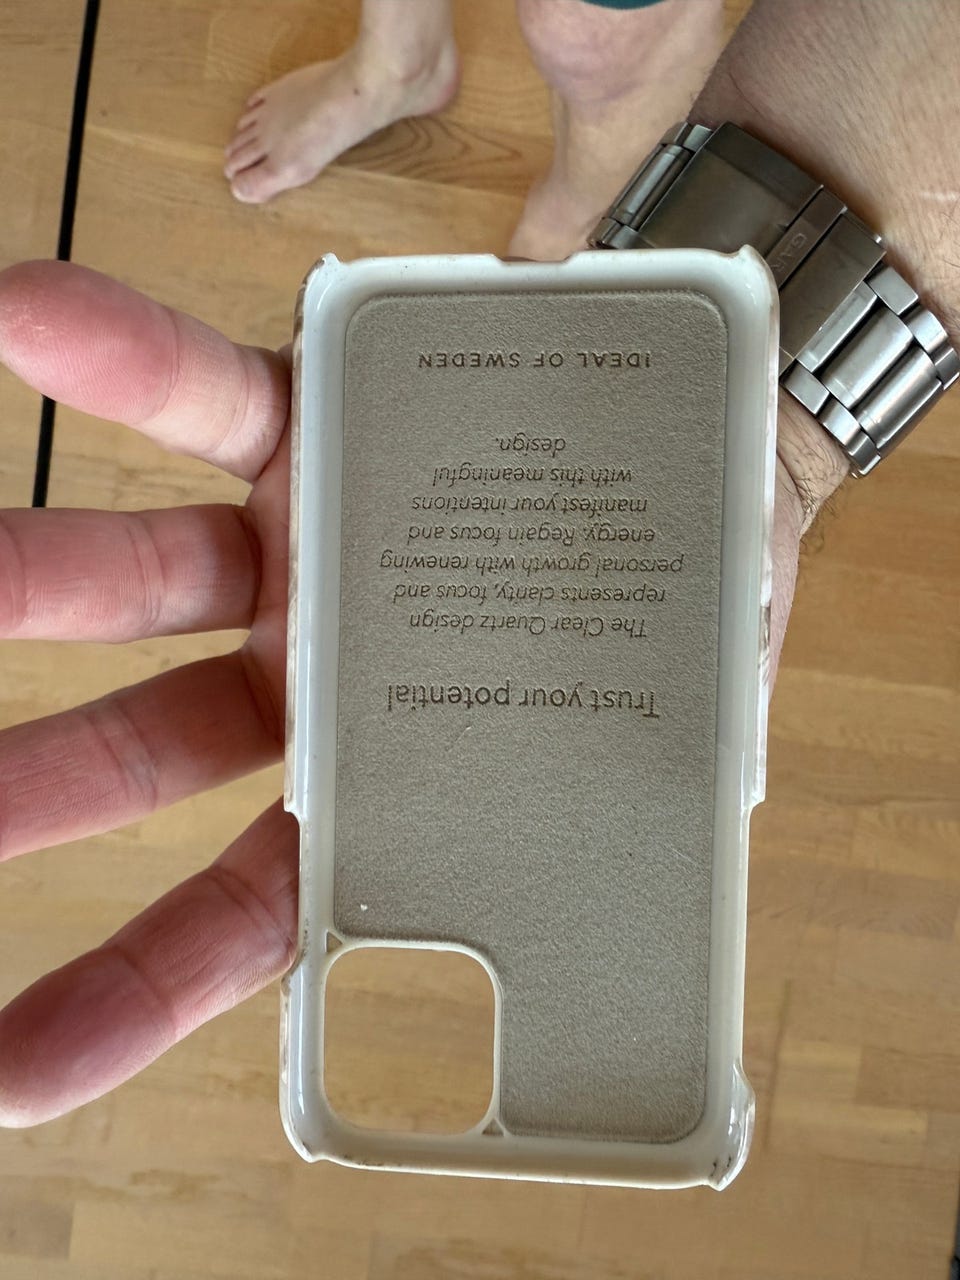 Trust your potential
The Clear Quartz design
represents clarity, focus and
personal growth with renewing
energy. Regain focus and
manifest your intentions
with this meaningful
design.
IDEAL OF SWEDEN